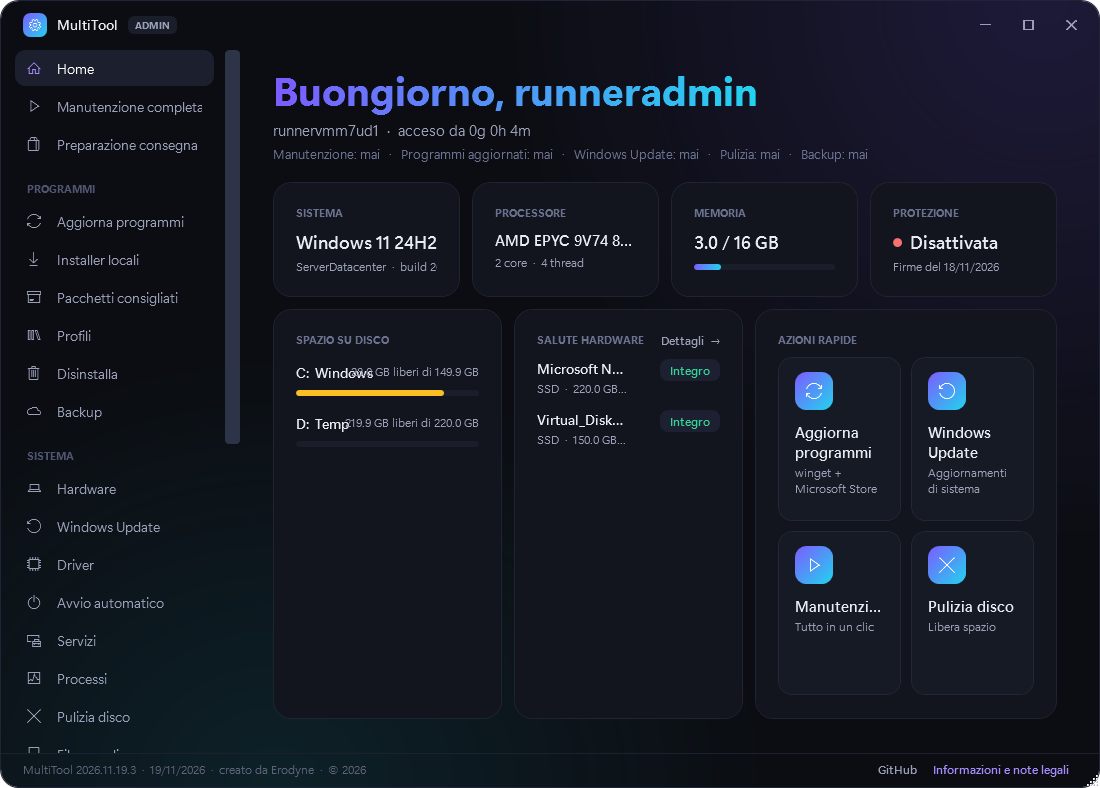 MultiTool ADMIN
Home
Manutenzione completa
Preparazione consegna
PROGRAMMI
Aggiorna programmi
Installer locali
Pacchetti consigliati
Profili
Disinstalla
Backup
SISTEMA
Hardware
Windows Update
Driver
Avvio automatico
Servizi
Processi
Pulizia disco
Buongiorno, runneradmin
runnervmm7ud1 · acceso da 0g 0h 4m
Manutenzione: mai · Programmi aggiornati: mai · Windows Update: mai · Pulizia: mai · Backup: mai
SISTEMA
Windows 11 24H2
ServerDatacenter · build
PROCESSORE
AMD EPYC 9V74 8...
2 core · 4 thread
MEMORIA
3.0 / 16 GB
PROTEZIONE
Disattivata
Firme del 18/11/2026
SPAZIO SU DISCO
C: Windows GB liberi di 149.9 GB
D: Temp 219.9 GB liberi di 220.0 GB
SALUTE HARDWARE Dettagli →
Microsoft N... Integro
SSD · 220.0 GB...
Virtual_Disk... Integro
SSD · 150.0 GB...
AZIONI RAPIDE
Aggiorna
programmi
winget +
Microsoft Store
Windows
Update
Aggiornamenti
di sistema
Manutenzi...
Tutto in un clic
Pulizia disco
Libera spazio
MultiTool 2026.11.19.3 · 19/11/2026 · creato da Erodyne · © 2026
GitHub Informazioni e note legali